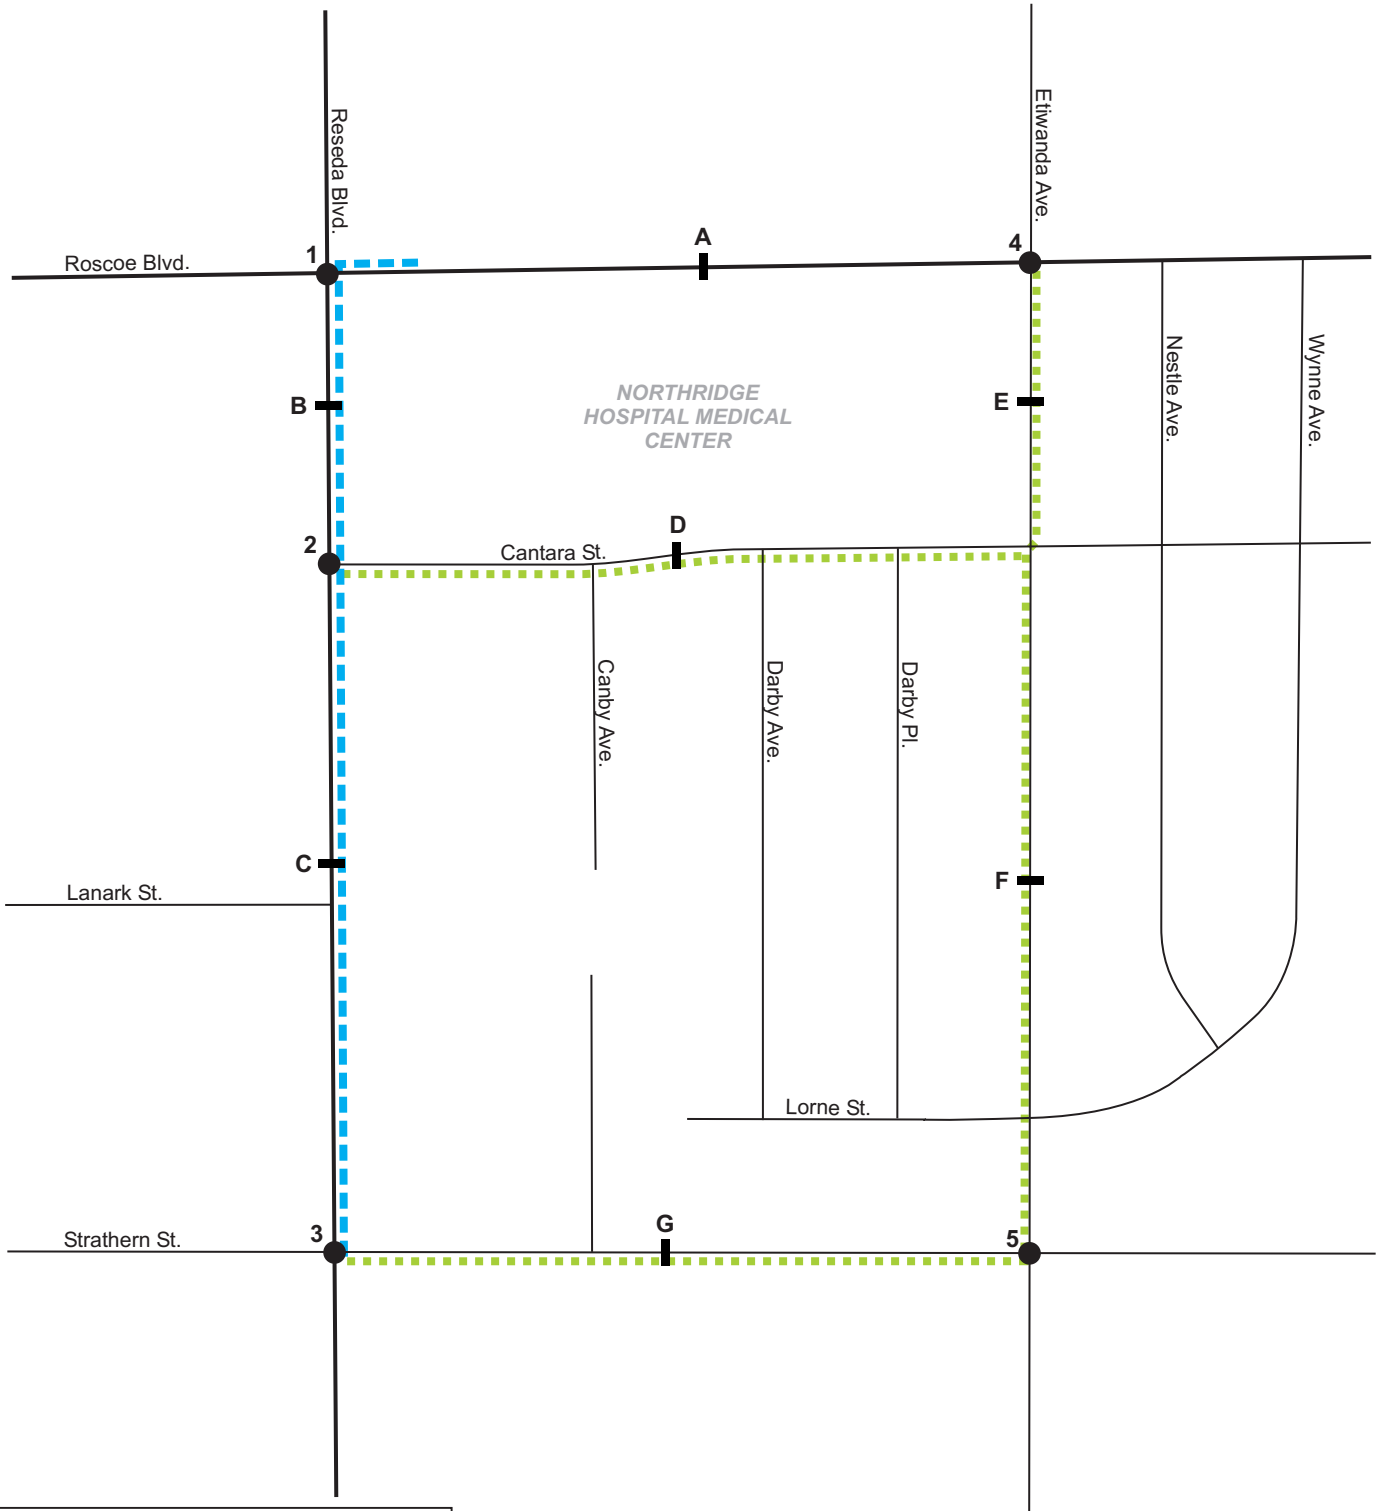 Reseda Blvd.
Etiwanda Ave.
A
4
1
Roscoe Blvd.
Nestle Ave.
Wynne Ave.
NORTHRIDGE
HOSPITAL MEDICAL
CENTER
B
E
D
2
Cantara St.
Canby Ave.
Darby Ave.
Darby Pl.
C
F
Lanark St.
Lorne St.
G
3
5
Strathern St.